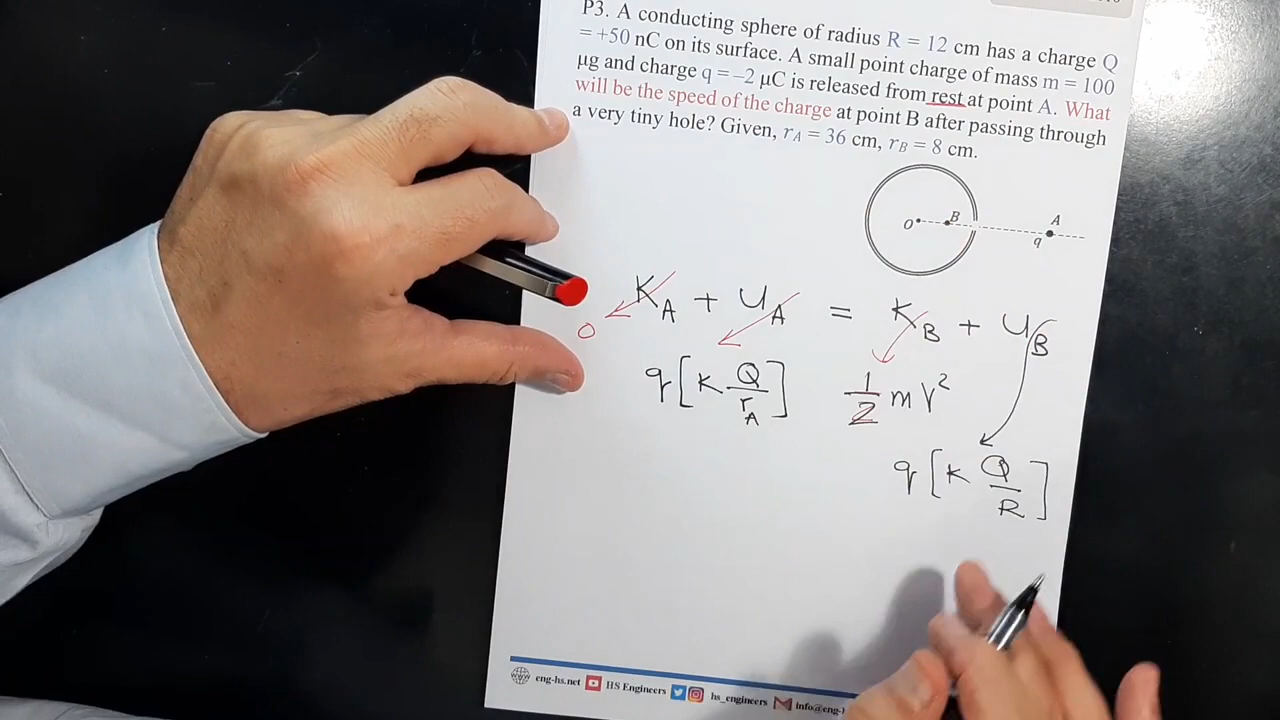 P3. A conducting sphere of radius R = 12 cm has a charge Q
= +50 nC on its surface. A small point charge of mass m = 100
μg and charge q = –2 μC is released from rest at point A. What
will be the speed of the charge at point B after passing through
a very tiny hole? Given, rA = 36 cm, rB = 8 cm.
O B A
q
KA + UA = KB + UB
0
q[K Q/rA] 1/2 mV²
q[K Q/R]
eng-hs.net HS Engineers hs_engineers info@eng-